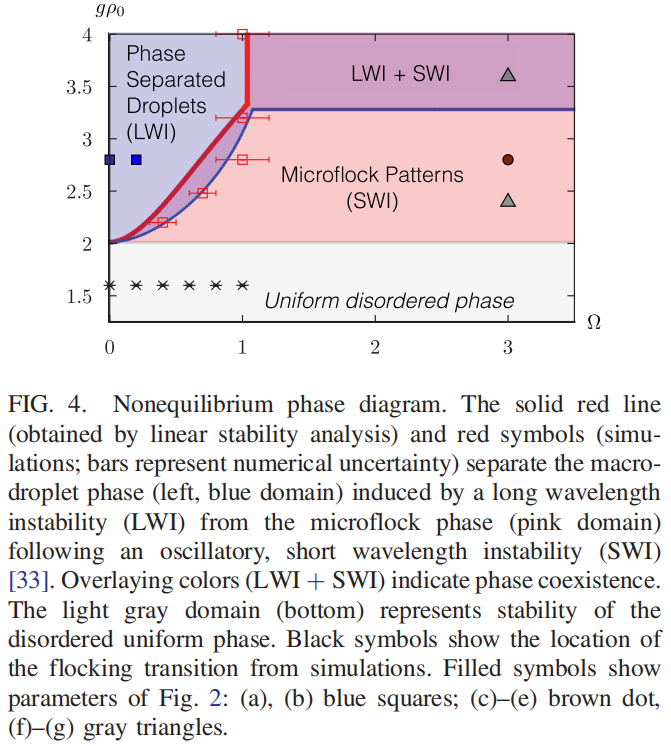 gρ₀
4
Phase
Separated
Droplets
(LWI)
LWI + SWI
3.5
3
Microflock Patterns
(SWI)
2.5
2
1.5
Uniform disordered phase
Ω
0
1
2
3
FIG. 4. Nonequilibrium phase diagram. The solid red line
(obtained by linear stability analysis) and red symbols (simu-
lations; bars represent numerical uncertainty) separate the macro-
droplet phase (left, blue domain) induced by a long wavelength
instability (LWI) from the microflock phase (pink domain)
following an oscillatory, short wavelength instability (SWI)
[33]. Overlaying colors (LWI + SWI) indicate phase coexistence.
The light gray domain (bottom) represents stability of the
disordered uniform phase. Black symbols show the location of
the flocking transition from simulations. Filled symbols show
parameters of Fig. 2: (a), (b) blue squares; (c)–(e) brown dot,
(f)–(g) gray triangles.